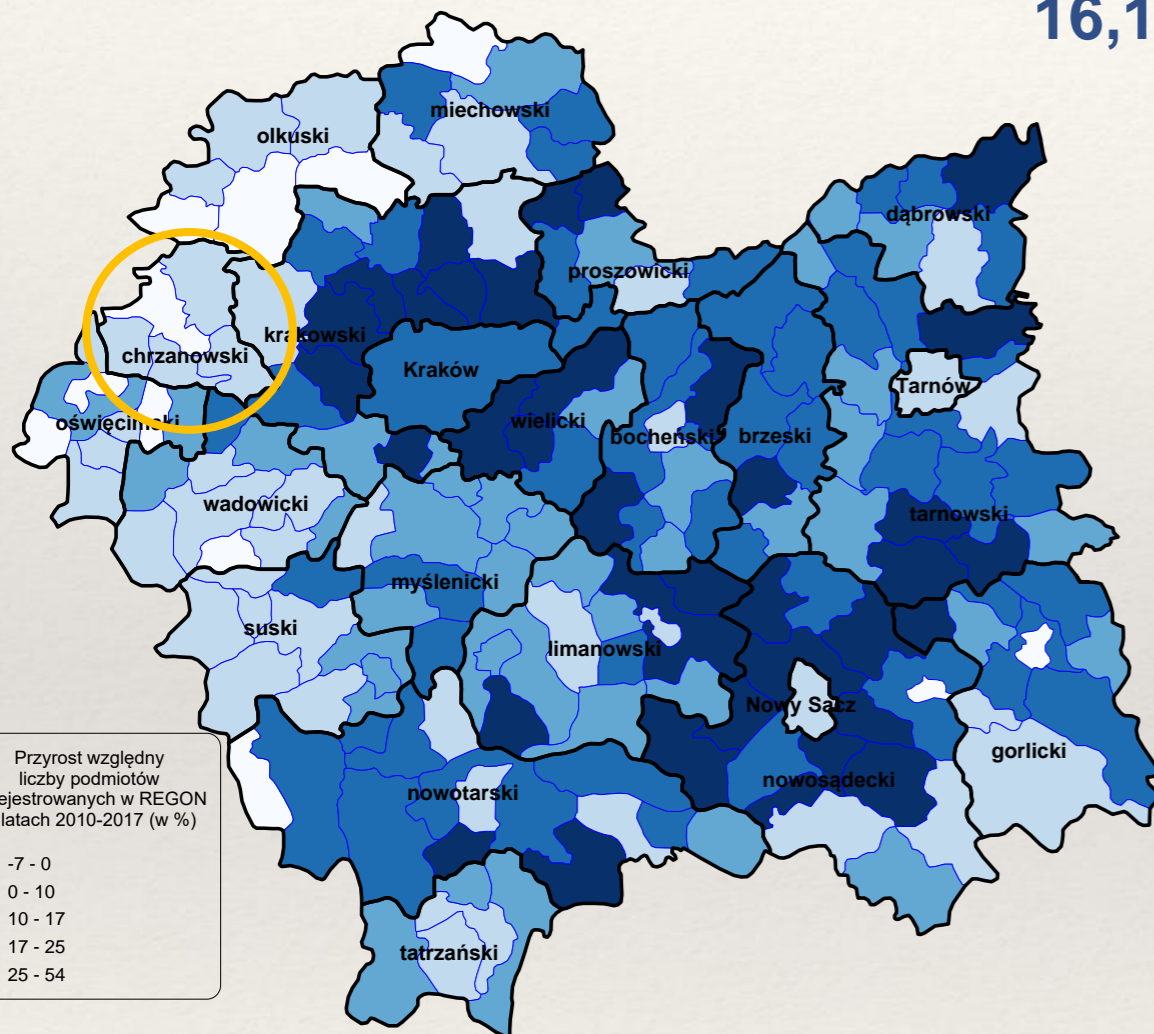 16,1
miechowski
olkuski
dąbrowski
proszowicki
krakowski
chrzanowski
Kraków
Tarnów
oświęcimski
wielicki
bocheński
brzeski
wadowicki
tarnowski
myślenicki
suski
limanowski
Nowy Sącz
gorlicki
nowosądecki
nowotarski
tatrzański
Przyrost względny
liczby podmiotów
ejestrowanych w REGON
latach 2010-2017 (w %)
-7 - 0
0 - 10
10 - 17
17 - 25
25 - 54